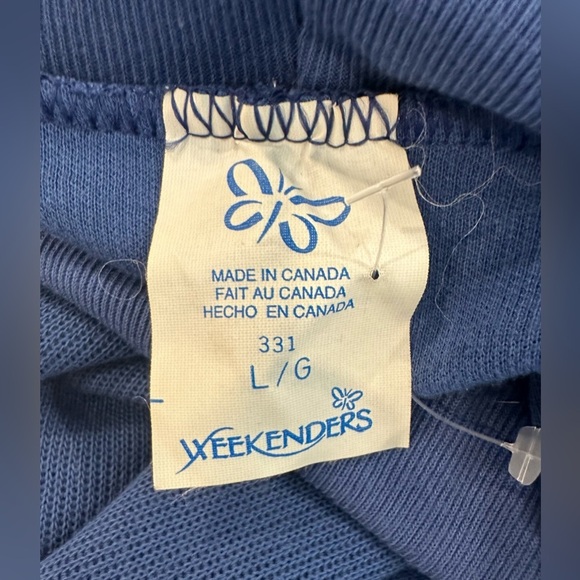 MADE IN CANADA
FAIT AU CANADA
HECHO EN CANADA
331
L/G
WEEKENDERS